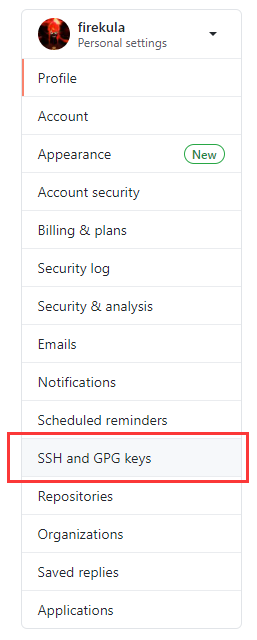 firekula
Personal settings
Profile
Account
Appearance New
Account security
Billing & plans
Security log
Security & analysis
Emails
Notifications
Scheduled reminders
SSH and GPG keys
Repositories
Organizations
Saved replies
Applications